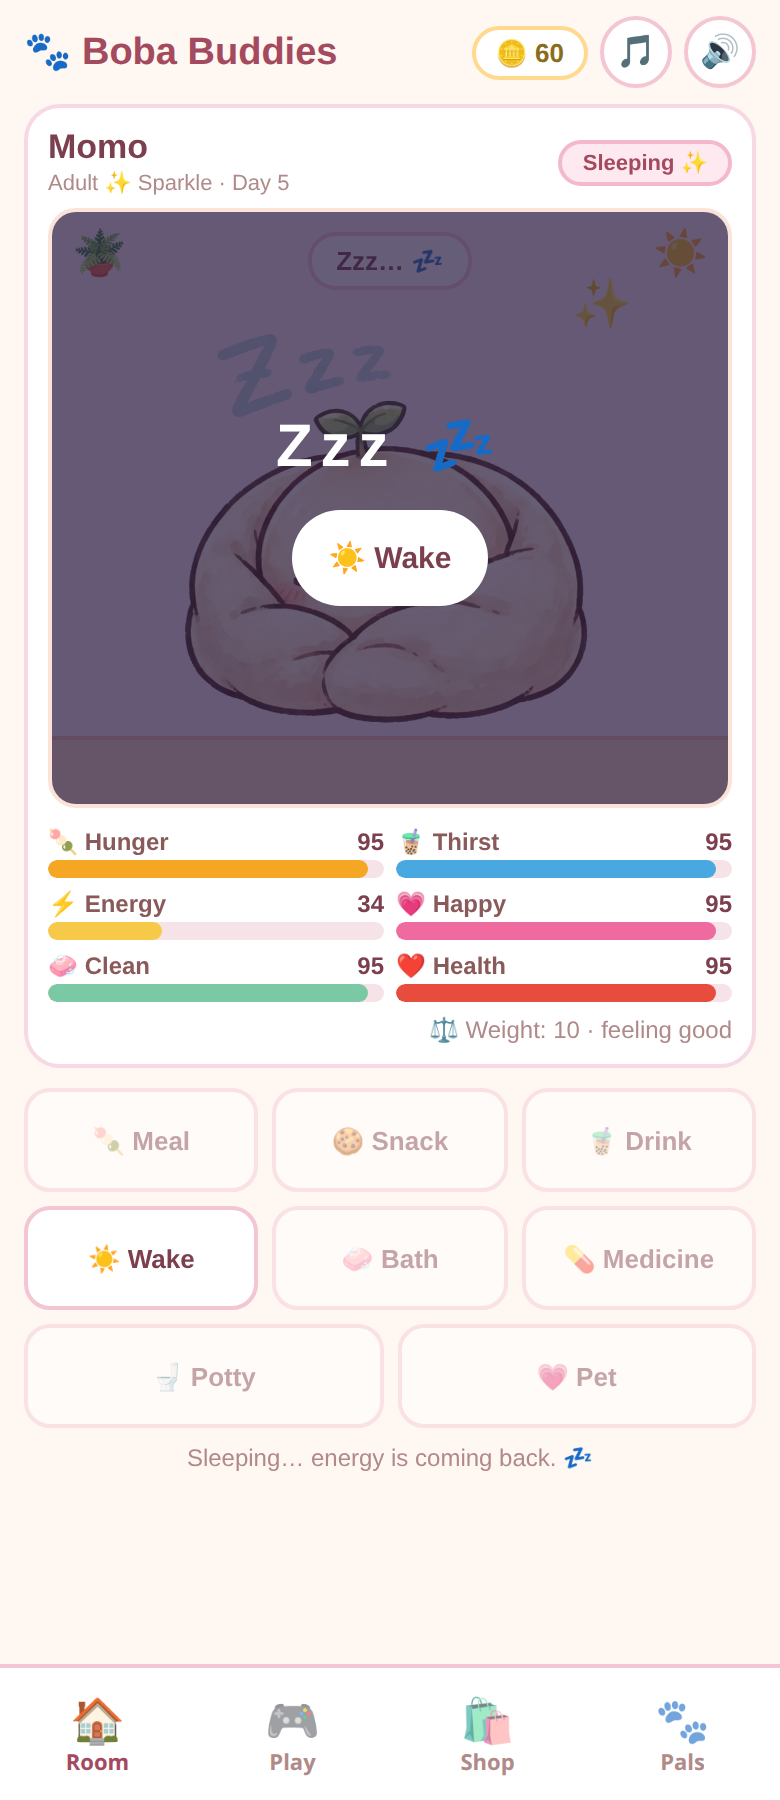 Boba Buddies
60
Momo
Adult ✨ Sparkle · Day 5
Sleeping ✨
Zzz... 💤
Zzz
Zzz 💤
☀️ Wake
Hunger 95
Thirst 95
Energy 34
Happy 95
Clean 95
Health 95
Weight: 10 · feeling good
Meal
Snack
Drink
Wake
Bath
Medicine
Potty
Pet
Sleeping… energy is coming back. 💤
Room
Play
Shop
Pals